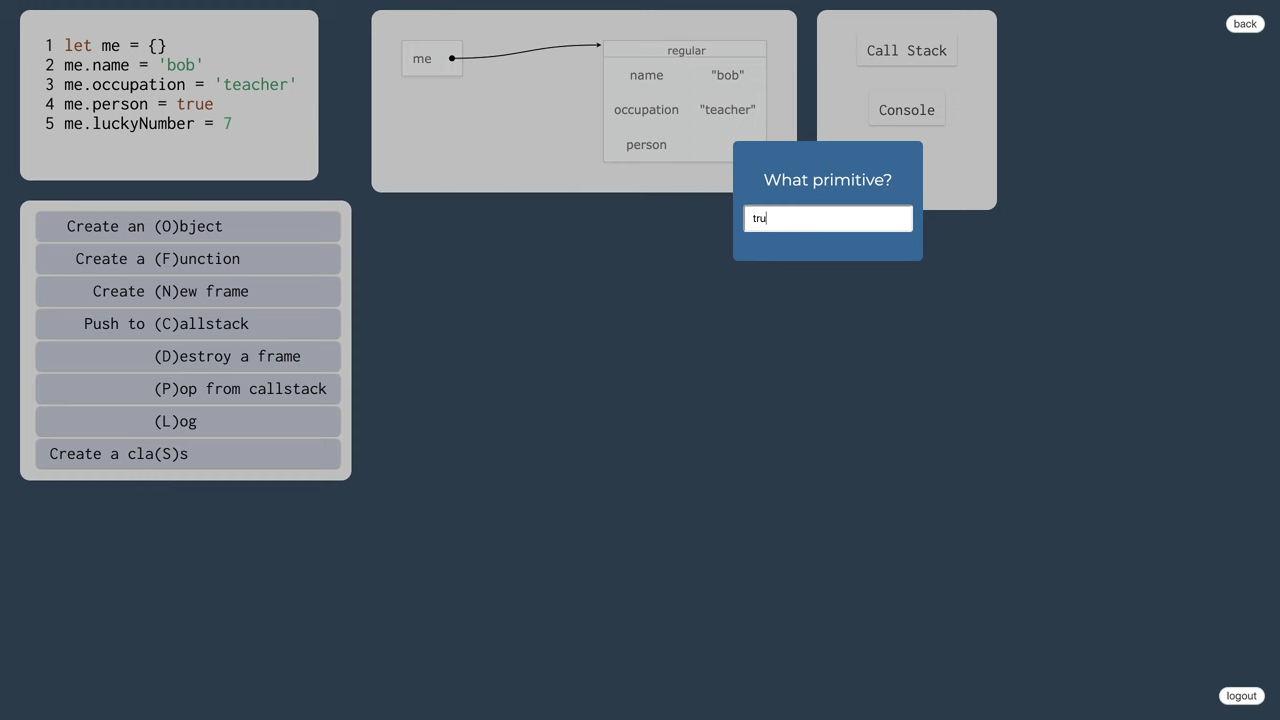 back
1 let me = {}
2 me.name = 'bob'
3 me.occupation = 'teacher'
4 me.person = true
5 me.luckyNumber = 7
me
regular
name "bob"
occupation "teacher"
person
Call Stack
Console
What primitive?
tru
Create an (O)bject
Create a (F)unction
Create (N)ew frame
Push to (C)allstack
(D)estroy a frame
(P)op from callstack
(L)og
Create a cla(S)s
logout